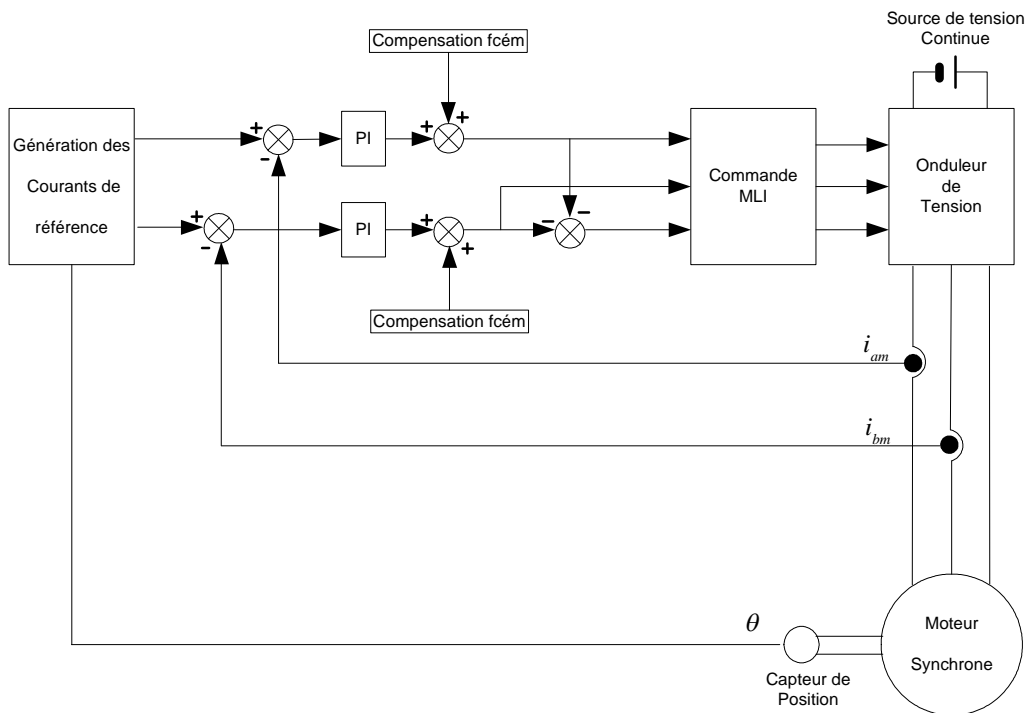 Source de tension
Continue
Compensation fcém
Génération des
Courants de
référence
+
-
PI
+
+
+
-
PI
+
+
-
-
Commande
MLI
Onduleur
de
Tension
Compensation fcém
i_am
i_bm
θ
Moteur
Synchrone
Capteur de
Position